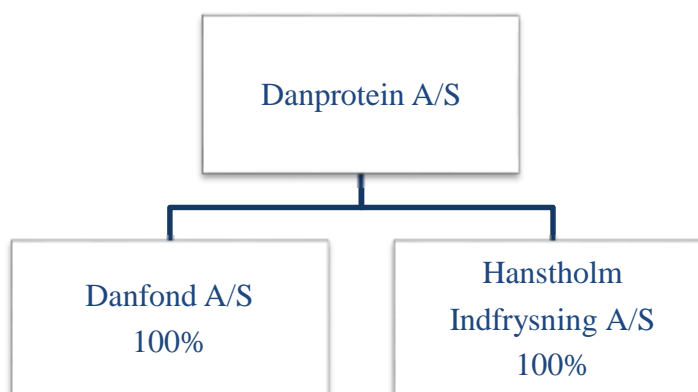 Danprotein A/S
Danfond A/S
100%
Hanstholm
Indfrysning A/S
100%